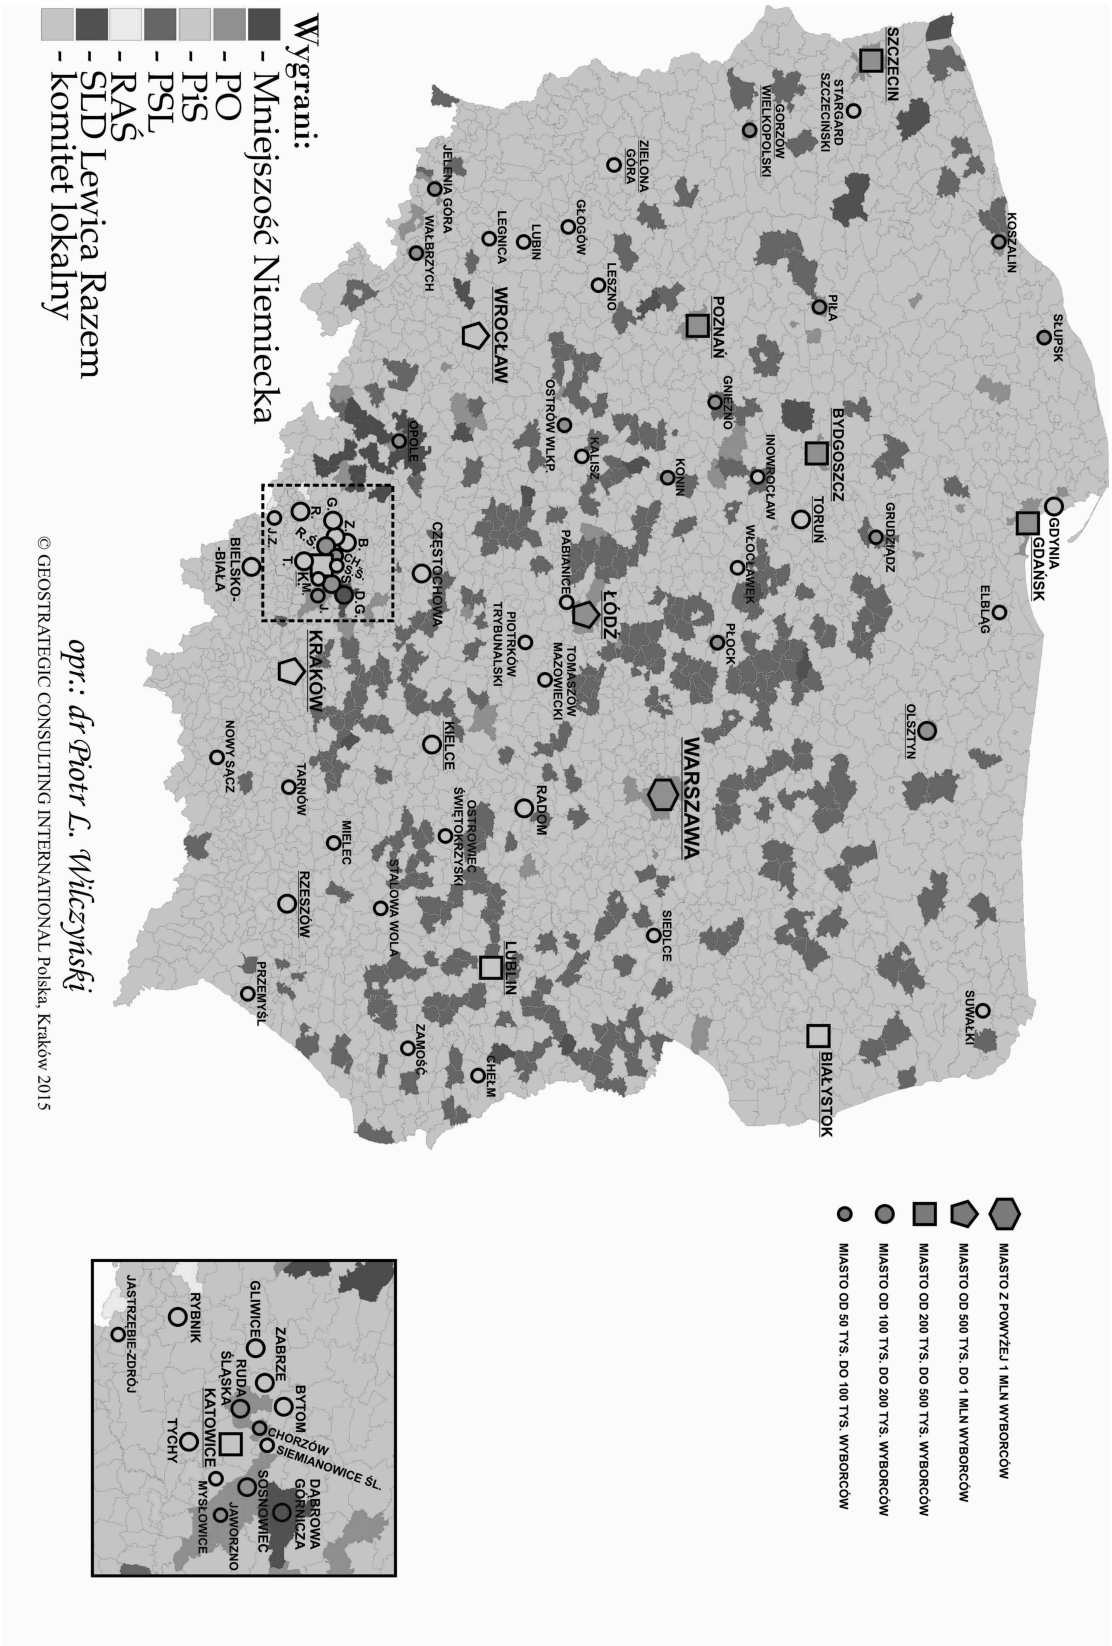 Wygrani:
- Mniejszość Niemiecka
- PO
- PiS
- PSL
- RAŚ
- SLD Lewica Razem
- komitet lokalny
opr.: dr Piotr L. Wilczyński
© GEOSTRATEGIC CONSULTING INTERNATIONAL Polska, Kraków 2015
MIASTO Z POWYŻEJ 1 MLN WYBORCÓW
MIASTO OD 500 TYS. DO 1 MLN WYBORCÓW
MIASTO OD 200 TYS. DO 500 TYS. WYBORCÓW
MIASTO OD 100 TYS. DO 200 TYS. WYBORCÓW
MIASTO OD 50 TYS. DO 100 TYS. WYBORCÓW
SŁUPSK
GDYNIA
GDAŃSK
KOSZALIN
ELBLĄG
SUWAŁKI
SZCZECIN
STARGARD
SZCZECIŃSKI
GRUDZIĄDZ
OLSZTYN
PIŁA
BYDGOSZCZ
TORUŃ
BIAŁYSTOK
GORZÓW
WIELKOPOLSKI
INOWROCŁAW
WŁOCŁAWEK
POZNAŃ
GNIEZNO
PŁOCK
WARSZAWA
KONIN
SIEDLCE
ZIELONA
GÓRA
LESZNO
ŁÓDŹ
GŁOGÓW
KALISZ
PABIANICE
TOMASZÓW
MAZOWIECKI
OSTRÓW WLKP.
LUBIN
LEGNICA
WROCŁAW
PIOTRKÓW
TRYBUNALSKI
RADOM
LUBLIN
CHEŁM
JELENIA GÓRA
WAŁBRZYCH
OPOLE
CZĘSTOCHOWA
KIELCE
OSTROWIEC
ŚWIĘTOKRZYSKI
STALOWA WOLA
ZAMOŚĆ
G.
Z.
B.
CH.Ś.
S.Ś.
D.G.
S.
R.
R.Ś.
T.
K.
M.
J.
J.Z.
BIELSKO-
-BIAŁA
KRAKÓW
TARNÓW
MIELEC
RZESZÓW
NOWY SĄCZ
PRZEMYŚL
GLIWICE
ZABRZE
BYTOM
RUDA
ŚLĄSKA
CHORZÓW
SIEMIANOWICE ŚL.
DĄBROWA
GÓRNICZA
SOSNOWIEC
KATOWICE
JAWORZNO
MYSŁOWICE
TYCHY
RYBNIK
JASTRZĘBIE-ZDRÓJ